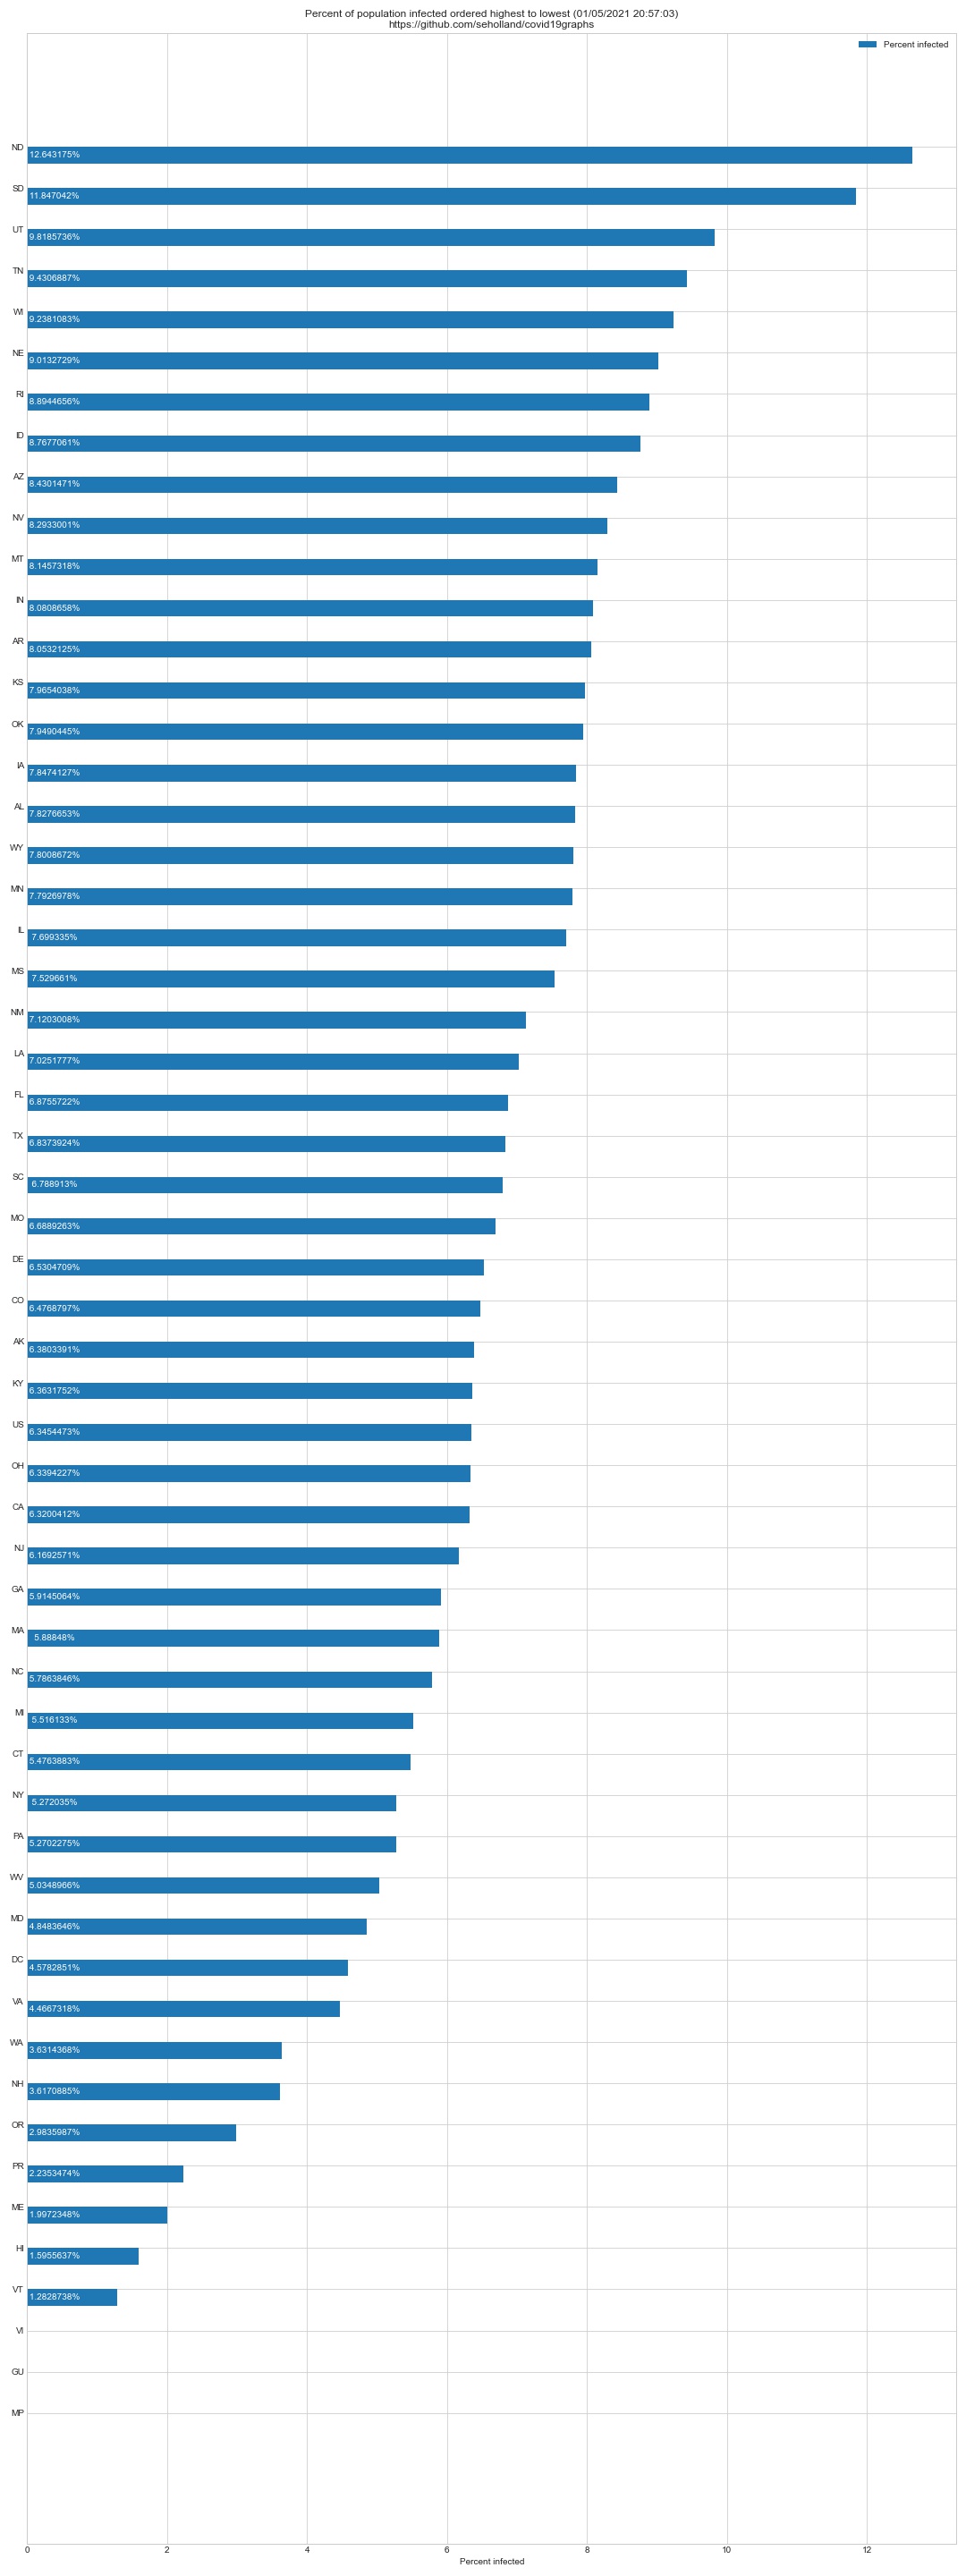 Percent of population infected ordered highest to lowest (01/05/2021 20:57:03)
https://github.com/seholland/covid19graphs
Percent infected
ND 12.643175%
SD 11.847042%
UT 9.8185736%
TN 9.4306887%
WI 9.2381083%
NE 9.0132729%
RI 8.8944656%
ID 8.7677061%
AZ 8.4301471%
NV 8.2933001%
MT 8.1457318%
IN 8.0808658%
AR 8.0532125%
KS 7.9654038%
OK 7.9490445%
IA 7.8474127%
AL 7.8276653%
WY 7.8008672%
MN 7.7926978%
IL 7.699335%
MS 7.529661%
NM 7.1203008%
LA 7.0251777%
FL 6.8755722%
TX 6.8373924%
SC 6.788913%
MO 6.6889263%
DE 6.5304709%
CO 6.4768797%
AK 6.3803391%
KY 6.3631752%
US 6.3454473%
OH 6.3394227%
CA 6.3200412%
NJ 6.1692571%
GA 5.9145064%
MA 5.88848%
NC 5.7863846%
MI 5.516133%
CT 5.4763883%
NY 5.272035%
PA 5.2702275%
WV 5.0348966%
MD 4.8483646%
DC 4.5782851%
VA 4.4667318%
WA 3.6314368%
NH 3.6170885%
OR 2.9835987%
PR 2.2353474%
ME 1.9972348%
HI 1.5955637%
VT 1.2828738%
VI
GU
MP
0 2 4 6 8 10 12
Percent infected